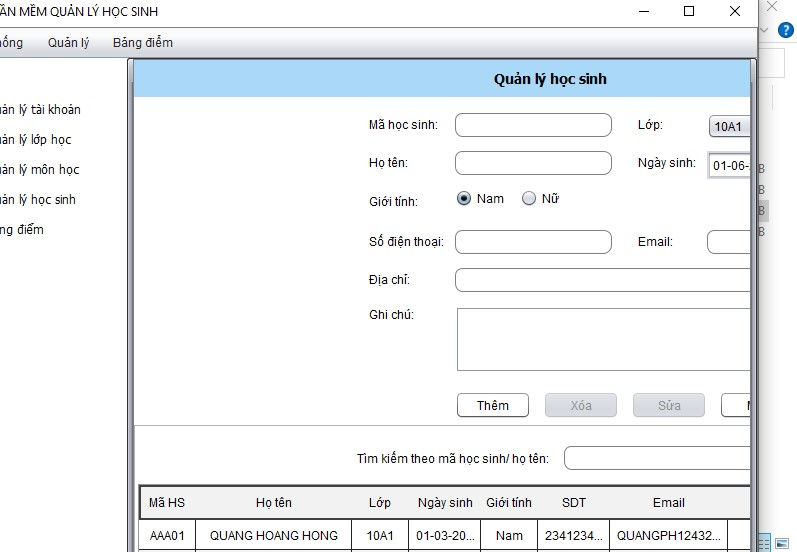 ẦN MỀM QUẢN LÝ HỌC SINH
hống Quản lý Bảng điểm
Quản lý học sinh
uản lý tài khoản
uản lý lớp học
uản lý môn học
uản lý học sinh
ng điểm
Mã học sinh: Lớp: 10A1
Họ tên: Ngày sinh: 01-06-
Giới tính: Nam Nữ
Số điện thoại: Email:
Địa chỉ:
Ghi chú:
Thêm Xóa Sửa
Tìm kiếm theo mã học sinh/ họ tên:
Mã HS Họ tên Lớp Ngày sinh Giới tính SDT Email
AAA01 QUANG HOANG HONG 10A1 01-03-20... Nam 2341234... QUANGPH12432...
B
B
B
B
?